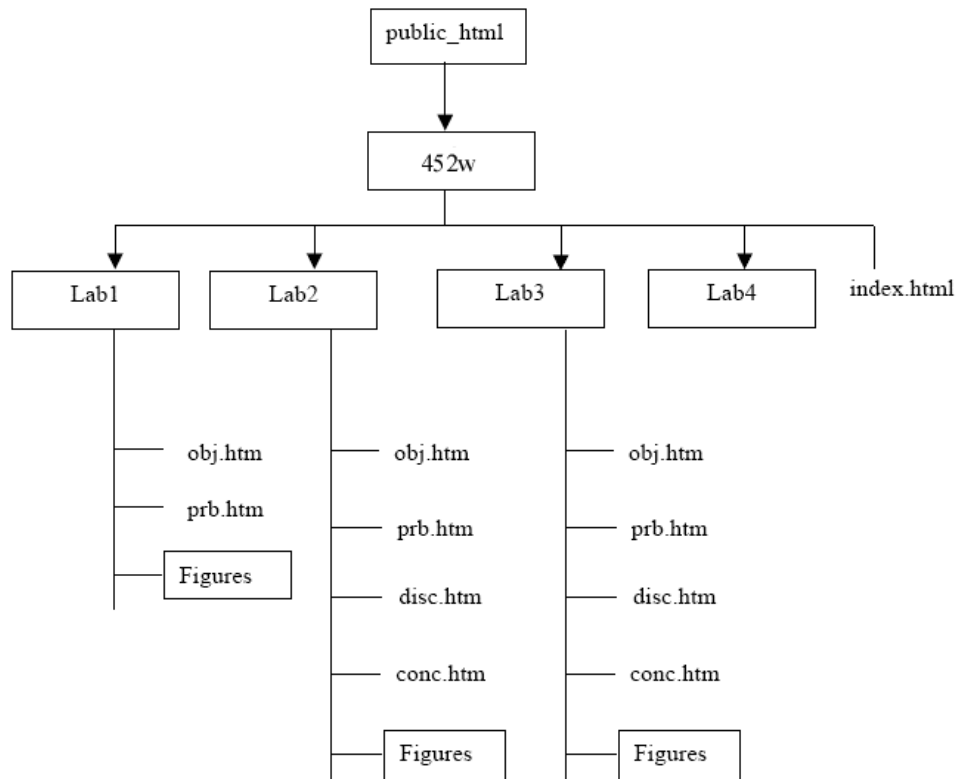 public_html
452w
Lab1
Lab2
Lab3
Lab4
index.html
obj.htm
prb.htm
Figures
obj.htm
prb.htm
disc.htm
conc.htm
Figures
obj.htm
prb.htm
disc.htm
conc.htm
Figures